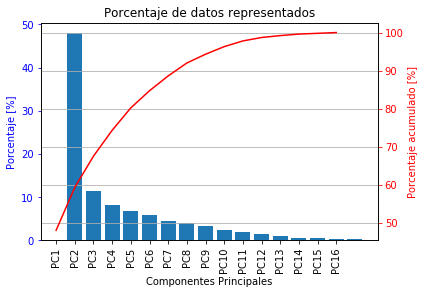 Porcentaje de datos representados
Porcentaje [%]
50
40
30
20
10
0
100
90
80
70
60
50
Porcentaje acumulado [%]
PC1
PC2
PC3
PC4
PC5
PC6
PC7
PC8
PC9
PC10
PC11
PC12
PC13
PC14
PC15
PC16
Componentes Principales